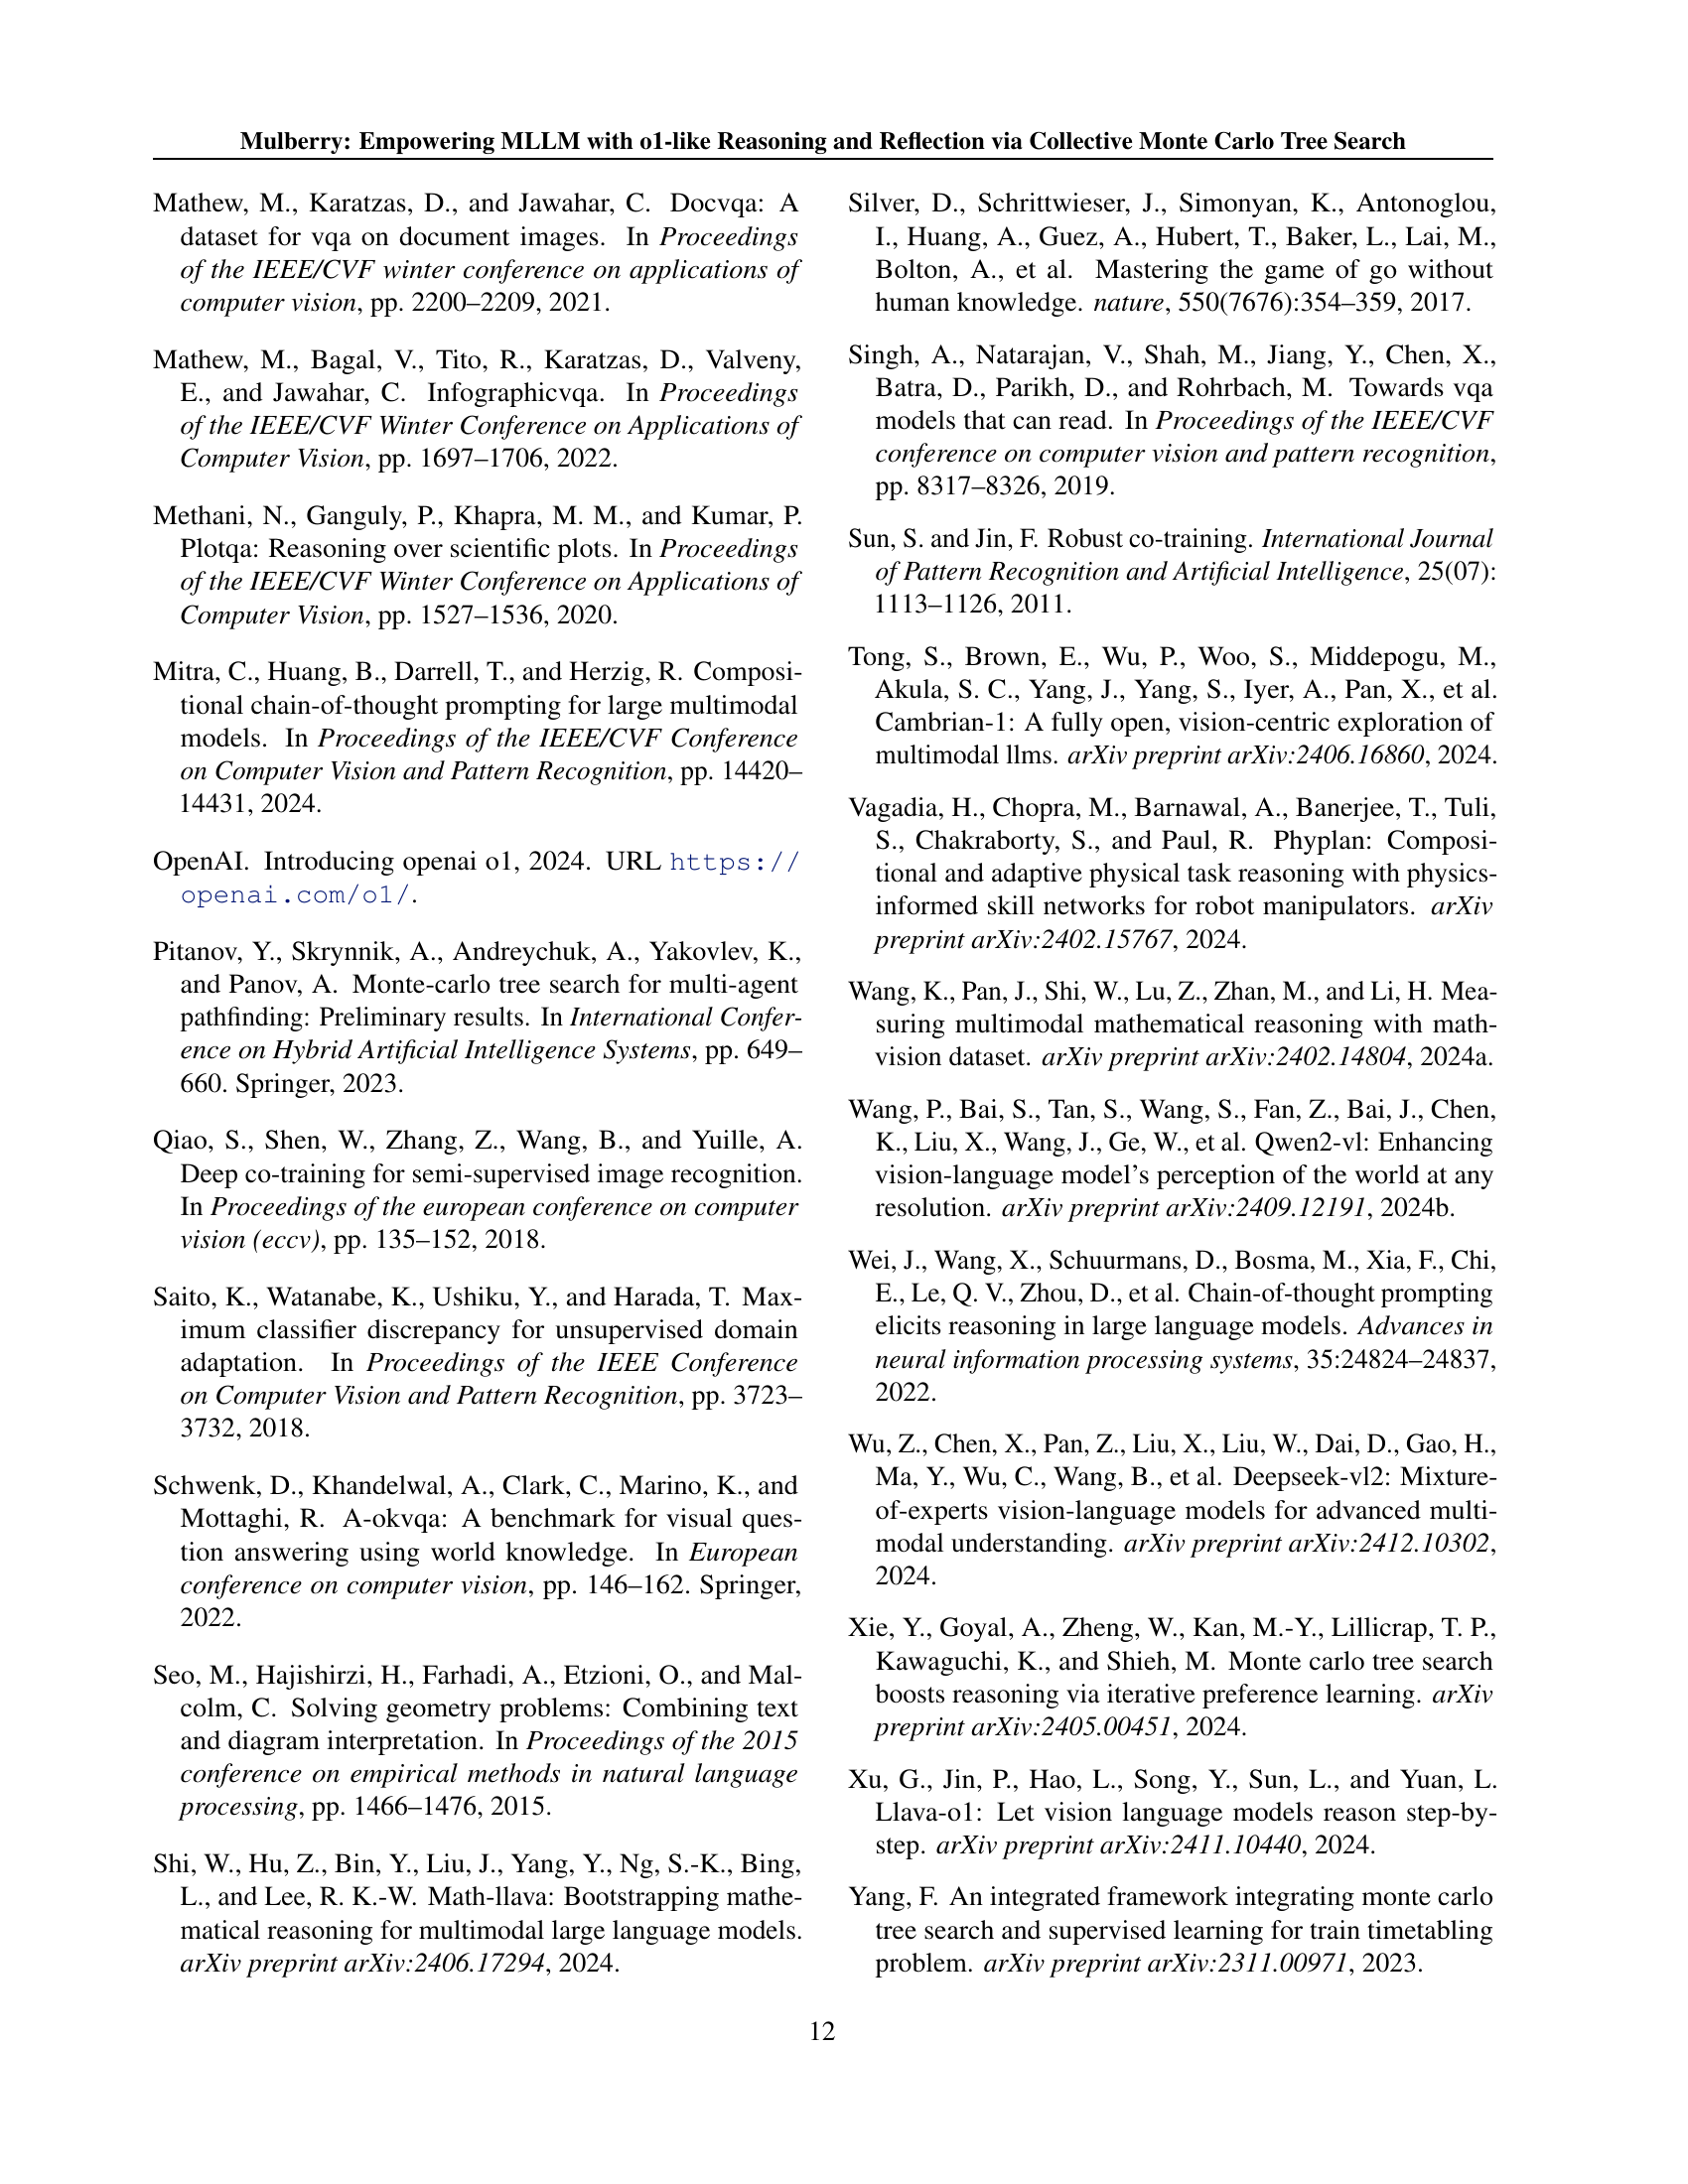 Mulberry: Empowering MLLM with o1-like Reasoning and Reflection via Collective Monte Carlo Tree Search
Mathew, M., Karatzas, D., and Jawahar, C. Docvqa: A
dataset for vqa on document images. In Proceedings
of the IEEE/CVF winter conference on applications of
computer vision, pp. 2200–2209, 2021.
Mathew, M., Bagal, V., Tito, R., Karatzas, D., Valveny,
E., and Jawahar, C. Infographicvqa. In Proceedings
of the IEEE/CVF Winter Conference on Applications of
Computer Vision, pp. 1697–1706, 2022.
Methani, N., Ganguly, P., Khapra, M. M., and Kumar, P.
Plotqa: Reasoning over scientific plots. In Proceedings
of the IEEE/CVF Winter Conference on Applications of
Computer Vision, pp. 1527–1536, 2020.
Mitra, C., Huang, B., Darrell, T., and Herzig, R. Composi-
tional chain-of-thought prompting for large multimodal
models. In Proceedings of the IEEE/CVF Conference
on Computer Vision and Pattern Recognition, pp. 14420–
14431, 2024.
OpenAI. Introducing openai o1, 2024. URL https://
openai.com/o1/.
Pitanov, Y., Skrynnik, A., Andreychuk, A., Yakovlev, K.,
and Panov, A. Monte-carlo tree search for multi-agent
pathfinding: Preliminary results. In International Confer-
ence on Hybrid Artificial Intelligence Systems, pp. 649–
660. Springer, 2023.
Qiao, S., Shen, W., Zhang, Z., Wang, B., and Yuille, A.
Deep co-training for semi-supervised image recognition.
In Proceedings of the european conference on computer
vision (eccv), pp. 135–152, 2018.
Saito, K., Watanabe, K., Ushiku, Y., and Harada, T. Max-
imum classifier discrepancy for unsupervised domain
adaptation. In Proceedings of the IEEE Conference
on Computer Vision and Pattern Recognition, pp. 3723–
3732, 2018.
Schwenk, D., Khandelwal, A., Clark, C., Marino, K., and
Mottaghi, R. A-okvqa: A benchmark for visual ques-
tion answering using world knowledge. In European
conference on computer vision, pp. 146–162. Springer,
2022.
Seo, M., Hajishirzi, H., Farhadi, A., Etzioni, O., and Mal-
colm, C. Solving geometry problems: Combining text
and diagram interpretation. In Proceedings of the 2015
conference on empirical methods in natural language
processing, pp. 1466–1476, 2015.
Shi, W., Hu, Z., Bin, Y., Liu, J., Yang, Y., Ng, S.-K., Bing,
L., and Lee, R. K.-W. Math-llava: Bootstrapping mathe-
matical reasoning for multimodal large language models.
arXiv preprint arXiv:2406.17294, 2024.
Silver, D., Schrittwieser, J., Simonyan, K., Antonoglou,
I., Huang, A., Guez, A., Hubert, T., Baker, L., Lai, M.,
Bolton, A., et al. Mastering the game of go without
human knowledge. nature, 550(7676):354–359, 2017.
Singh, A., Natarajan, V., Shah, M., Jiang, Y., Chen, X.,
Batra, D., Parikh, D., and Rohrbach, M. Towards vqa
models that can read. In Proceedings of the IEEE/CVF
conference on computer vision and pattern recognition,
pp. 8317–8326, 2019.
Sun, S. and Jin, F. Robust co-training. International Journal
of Pattern Recognition and Artificial Intelligence, 25(07):
1113–1126, 2011.
Tong, S., Brown, E., Wu, P., Woo, S., Middepogu, M.,
Akula, S. C., Yang, J., Yang, S., Iyer, A., Pan, X., et al.
Cambrian-1: A fully open, vision-centric exploration of
multimodal llms. arXiv preprint arXiv:2406.16860, 2024.
Vagadia, H., Chopra, M., Barnawal, A., Banerjee, T., Tuli,
S., Chakraborty, S., and Paul, R. Phyplan: Composi-
tional and adaptive physical task reasoning with physics-
informed skill networks for robot manipulators. arXiv
preprint arXiv:2402.15767, 2024.
Wang, K., Pan, J., Shi, W., Lu, Z., Zhan, M., and Li, H. Mea-
suring multimodal mathematical reasoning with math-
vision dataset. arXiv preprint arXiv:2402.14804, 2024a.
Wang, P., Bai, S., Tan, S., Wang, S., Fan, Z., Bai, J., Chen,
K., Liu, X., Wang, J., Ge, W., et al. Qwen2-vl: Enhancing
vision-language model’s perception of the world at any
resolution. arXiv preprint arXiv:2409.12191, 2024b.
Wei, J., Wang, X., Schuurmans, D., Bosma, M., Xia, F., Chi,
E., Le, Q. V., Zhou, D., et al. Chain-of-thought prompting
elicits reasoning in large language models. Advances in
neural information processing systems, 35:24824–24837,
2022.
Wu, Z., Chen, X., Pan, Z., Liu, X., Liu, W., Dai, D., Gao, H.,
Ma, Y., Wu, C., Wang, B., et al. Deepseek-vl2: Mixture-
of-experts vision-language models for advanced multi-
modal understanding. arXiv preprint arXiv:2412.10302,
2024.
Xie, Y., Goyal, A., Zheng, W., Kan, M.-Y., Lillicrap, T. P.,
Kawaguchi, K., and Shieh, M. Monte carlo tree search
boosts reasoning via iterative preference learning. arXiv
preprint arXiv:2405.00451, 2024.
Xu, G., Jin, P., Hao, L., Song, Y., Sun, L., and Yuan, L.
Llava-o1: Let vision language models reason step-by-
step. arXiv preprint arXiv:2411.10440, 2024.
Yang, F. An integrated framework integrating monte carlo
tree search and supervised learning for train timetabling
problem. arXiv preprint arXiv:2311.00971, 2023.
12